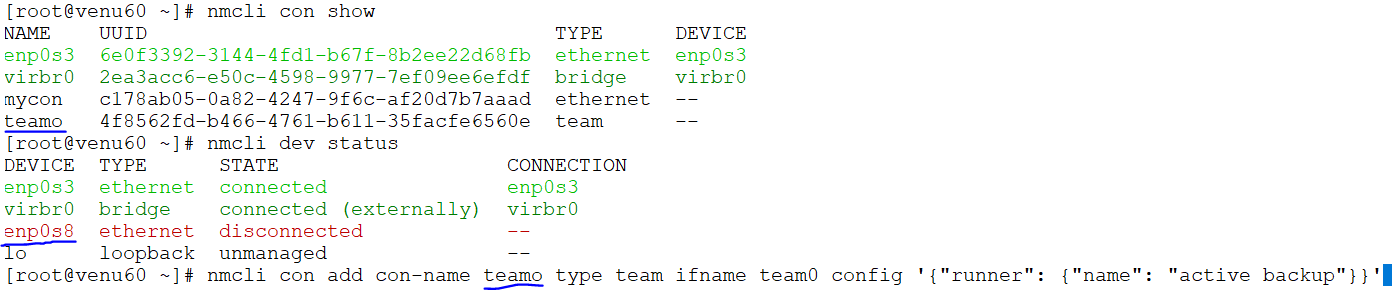 [root@venu60 ~]# nmcli con show
NAME    UUID                                  TYPE      DEVICE
enp0s3  6e0f3392-3144-4fd1-b67f-8b2ee22d68fb  ethernet  enp0s3
virbr0  2ea3acc6-e50c-4598-9977-7ef09ee6efdf  bridge    virbr0
mycon   c178ab05-0a82-4247-9f6c-af20d7b7aaad  ethernet  --
teamo   4f8562fd-b466-4761-b611-35facfe6560e  team      --
[root@venu60 ~]# nmcli dev status
DEVICE  TYPE      STATE                   CONNECTION
enp0s3  ethernet  connected               enp0s3
virbr0  bridge    connected (externally)  virbr0
enp0s8  ethernet  disconnected            --
lo      loopback  unmanaged               --
[root@venu60 ~]# nmcli con add con-name teamo type team ifname team0 config '{"runner": {"name": "active backup"}}'